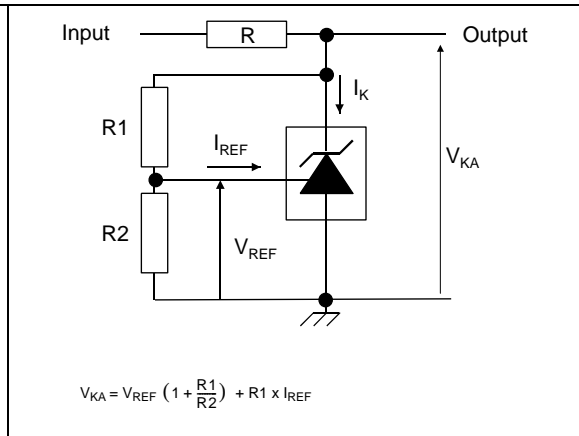 Input R Output
I_K
R1
I_REF
V_KA
R2
V_REF
V_KA = V_REF (1 + R1/R2) + R1 x I_REF